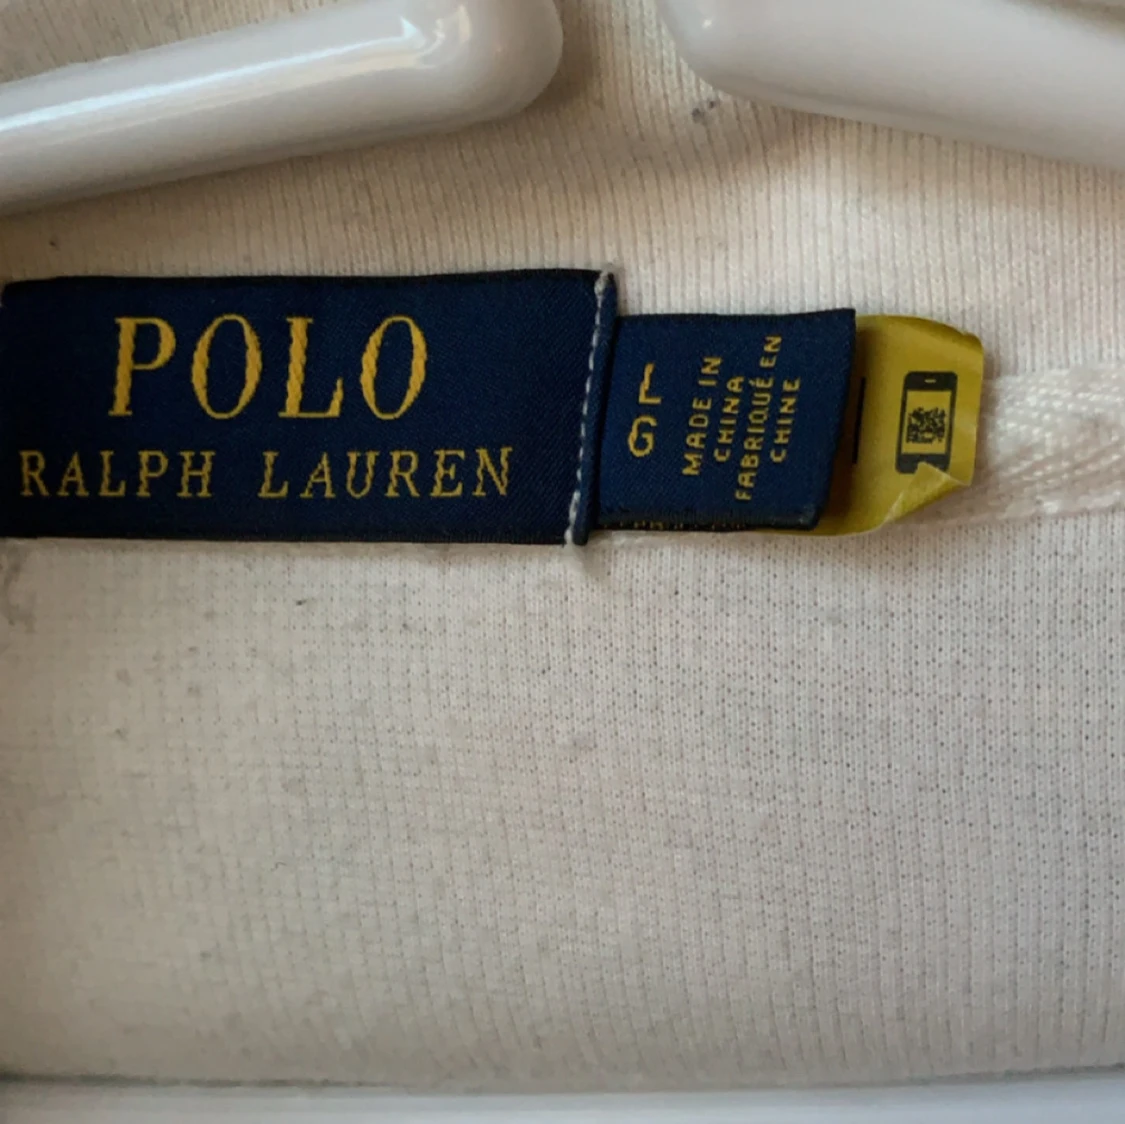 POLO
RALPH LAUREN
L
G
MADE IN
CHINA
FABRIQUÉ EN
CHINE